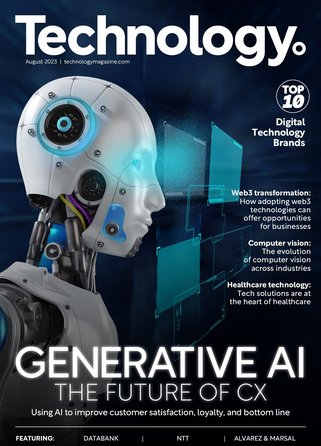 Technology.
August 2023 | technologymagazine.com
TOP
10
Digital
Technology
Brands
Web3 transformation:
How adopting web3
technologies can
offer opportunities
for businesses
Computer vision:
The evolution
of computer vision
across industries
Healthcare technology:
Tech solutions are at
the heart of healthcare
GENERATIVE AI
THE FUTURE OF CX
Using AI to improve customer satisfaction, loyalty, and bottom line
FEATURING: DATABANK | NTT | ALVAREZ & MARSAL